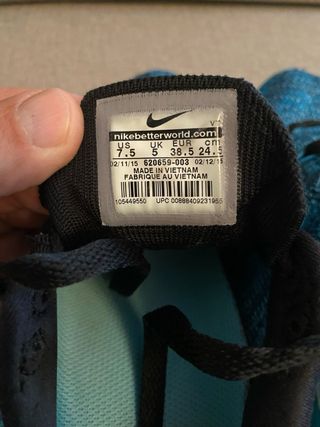 nikebetterworld.com
US UK EUR cm
7.5 5 38.5 24.5
02/11/15 620659-003 02/12/15
MADE IN VIETNAM
FABRIQUE AU VIETNAM
105449550 UPC 00888409231955